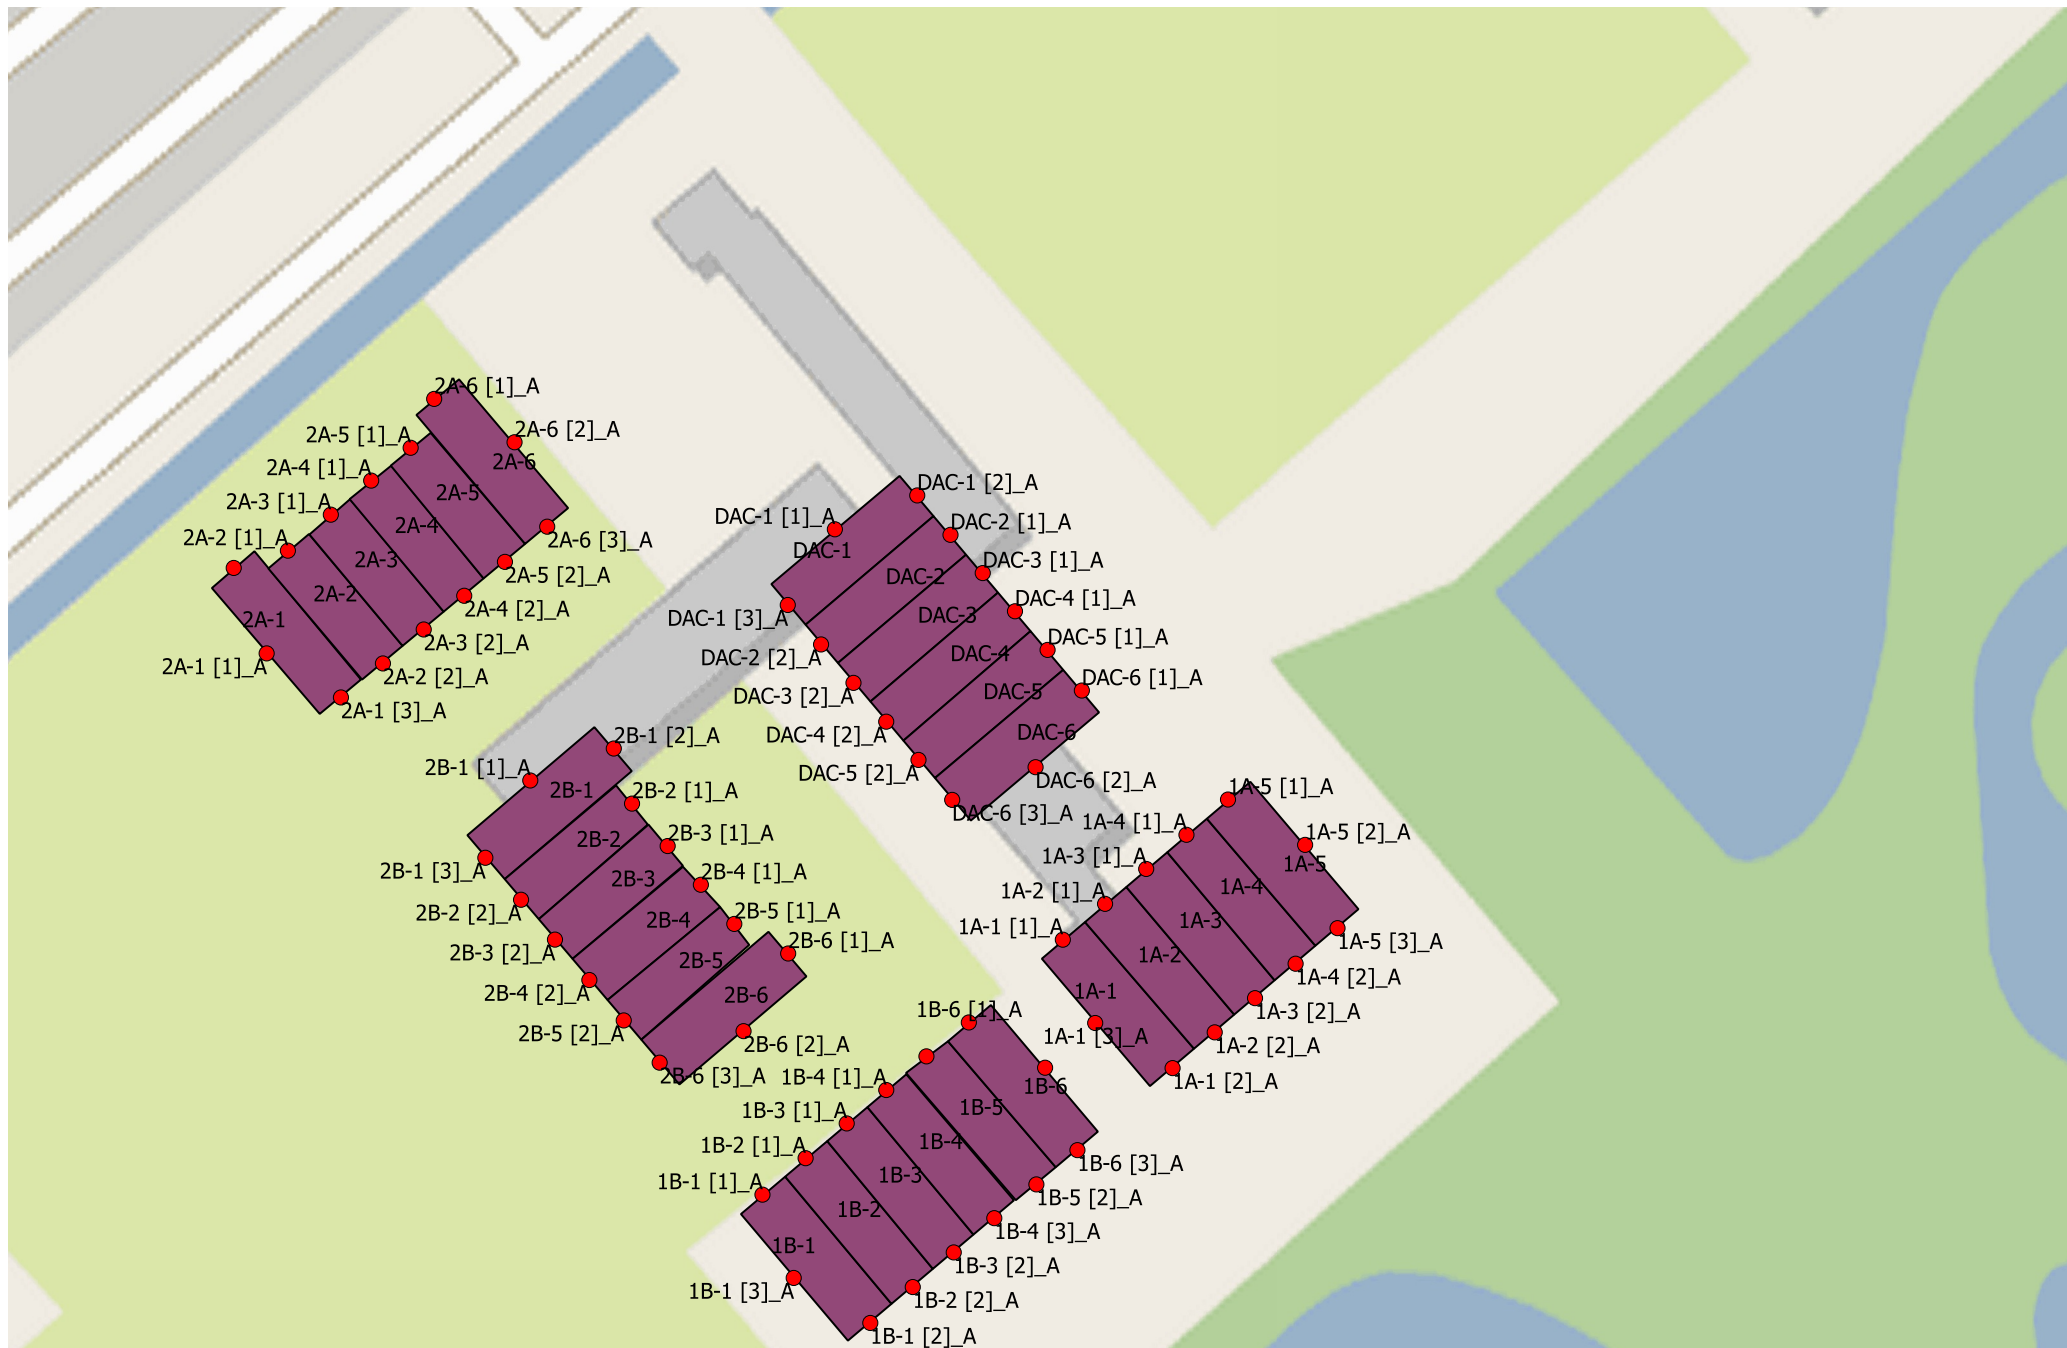 2A-6 [1]_A
2A-5 [1]_A
2A-6 [2]_A
2A-4 [1]_A
2A-6
2A-3 [1]_A
2A-5
2A-2 [1]_A
2A-4
2A-6 [3]_A
2A-3
2A-5 [2]_A
2A-2
2A-4 [2]_A
2A-1
2A-3 [2]_A
2A-1 [1]_A
2A-2 [2]_A
2A-1 [3]_A
DAC-1 [2]_A
DAC-1 [1]_A
DAC-2 [1]_A
DAC-1
DAC-3 [1]_A
DAC-2
DAC-4 [1]_A
DAC-3
DAC-1 [3]_A
DAC-5 [1]_A
DAC-4
DAC-2 [2]_A
DAC-6 [1]_A
DAC-5
DAC-3 [2]_A
DAC-6
DAC-4 [2]_A
DAC-5 [2]_A
DAC-6 [2]_A
DAC-6 [3]_A
2B-1 [2]_A
2B-1 [1]_A
2B-1
2B-2 [1]_A
2B-3 [1]_A
2B-2
2B-1 [3]_A
2B-4 [1]_A
2B-3
2B-2 [2]_A
2B-5 [1]_A
2B-4
2B-6 [1]_A
2B-3 [2]_A
2B-5
2B-4 [2]_A
2B-6
2B-5 [2]_A
2B-6 [2]_A
2B-6 [3]_A
1A-5 [1]_A
1A-4 [1]_A
1A-5 [2]_A
1A-3 [1]_A
1A-5
1A-2 [1]_A
1A-4
1A-1 [1]_A
1A-3
1A-5 [3]_A
1A-2
1A-4 [2]_A
1A-1
1A-3 [2]_A
1A-1 [3]_A
1A-2 [2]_A
1A-1 [2]_A
1B-6 [1]_A
1B-4 [1]_A
1B-6
1B-3 [1]_A
1B-5
1B-2 [1]_A
1B-4
1B-6 [3]_A
1B-1 [1]_A
1B-3
1B-5 [2]_A
1B-2
1B-4 [3]_A
1B-1
1B-3 [2]_A
1B-1 [3]_A
1B-2 [2]_A
1B-1 [2]_A